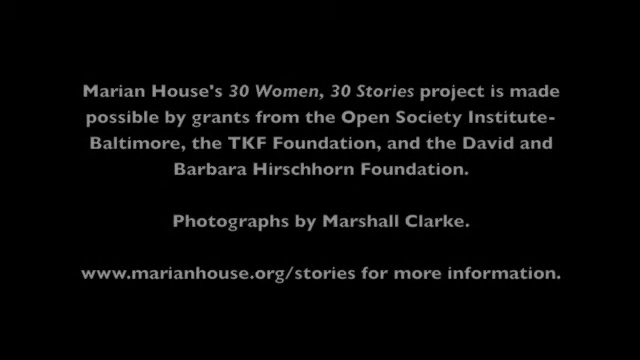 Marian House's 30 Women, 30 Stories project is made
possible by grants from the Open Society Institute-
Baltimore, the TKF Foundation, and the David and
Barbara Hirschhorn Foundation.
Photographs by Marshall Clarke.
www.marianhouse.org/stories for more information.